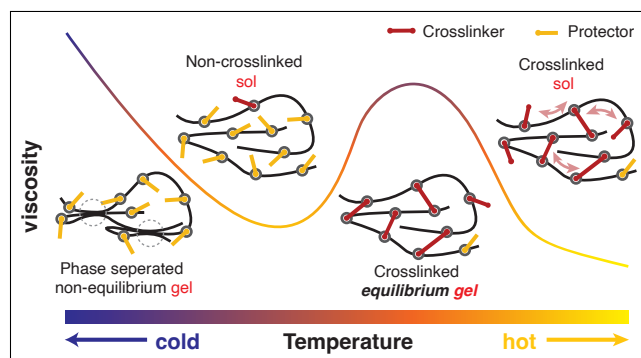 Crosslinker
Protector
Non-crosslinked
sol
Crosslinked
sol
viscosity
Phase seperated
non-equilibrium gel
Crosslinked
equilibrium gel
cold
Temperature
hot